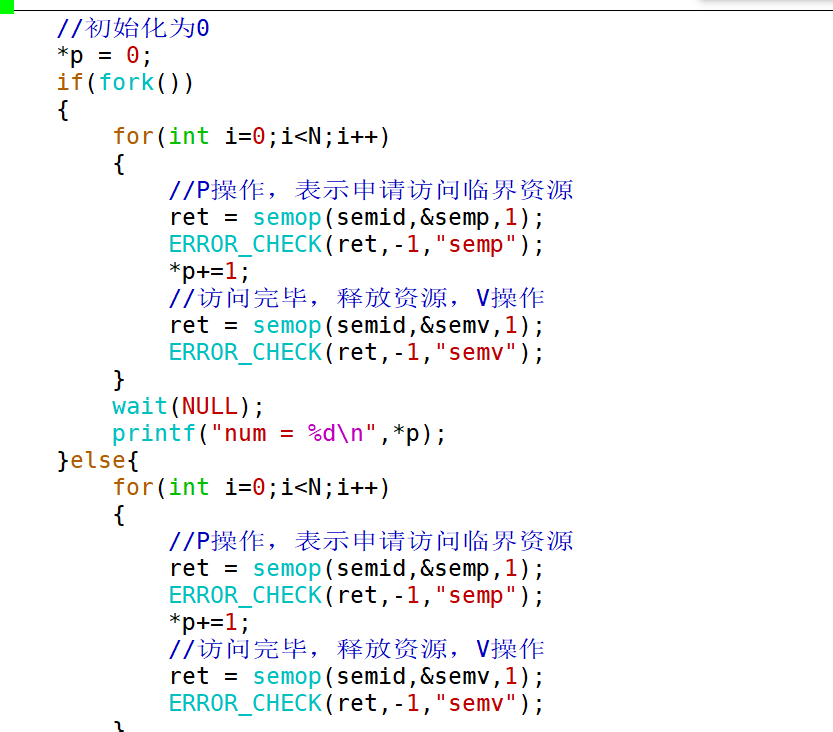 //初始化为0
*p = 0;
if(fork())
{
for(int i=0;i<N;i++)
{
//P操作，表示申请访问临界资源
ret = semop(semid,&semp,1);
ERROR_CHECK(ret,-1,"semp");
*p+=1;
//访问完毕，释放资源，V操作
ret = semop(semid,&semv,1);
ERROR_CHECK(ret,-1,"semv");
}
wait(NULL);
printf("num = %d\n",*p);
}else{
for(int i=0;i<N;i++)
{
//P操作，表示申请访问临界资源
ret = semop(semid,&semp,1);
ERROR_CHECK(ret,-1,"semp");
*p+=1;
//访问完毕，释放资源，V操作
ret = semop(semid,&semv,1);
ERROR_CHECK(ret,-1,"semv");
}